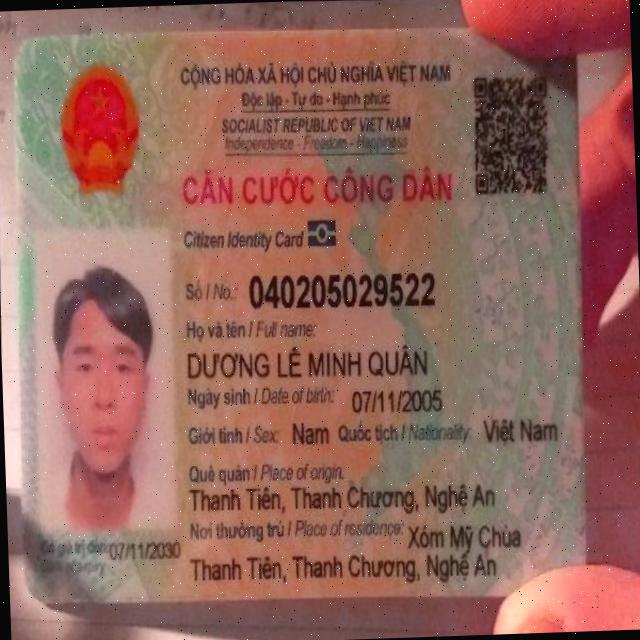 CỘNG HÒA XÃ HỘI CHỦ NGHĨA VIỆT NAM
Độc lập - Tự do - Hạnh phúc
SOCIALIST REPUBLIC OF VIET NAM
Independence - Freedom - Happiness
CĂN CƯỚC CÔNG DÂN
Citizen Identity Card
Số / No.: 040205029522
Họ và tên / Full name:
DƯƠNG LÊ MINH QUÂN
Ngày sinh / Date of birth: 07/11/2005
Giới tính / Sex: Nam Quốc tịch / Nationality: Việt Nam
Quê quán / Place of origin:
Thanh Tiên, Thanh Chương, Nghệ An
Nơi thường trú / Place of residence: Xóm Mỹ Chùa
Thanh Tiên, Thanh Chương, Nghệ An
Có giá trị đến: 07/11/2030